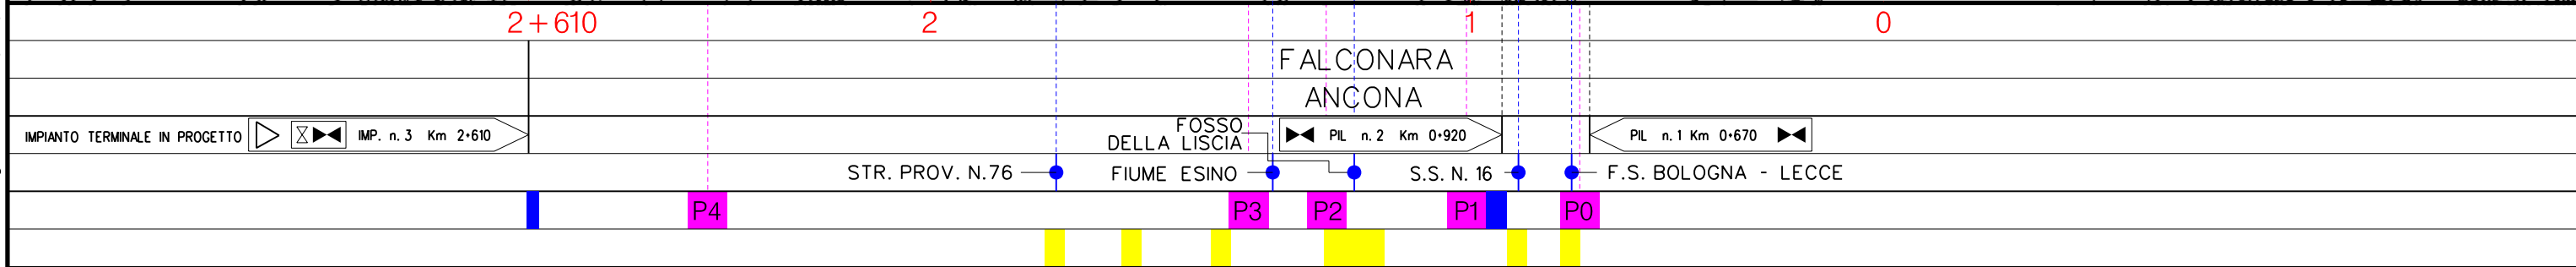 2+610 2 1 0
FALCONARA
ANCONA
IMPIANTO TERMINALE IN PROGETTO IMP. n. 3 Km 2+610 FOSSO DELLA LISCIA PIL n. 2 Km 0+920 PIL n. 1 Km 0+670
STR. PROV. N.76 FIUME ESINO S.S. N. 16 F.S. BOLOGNA - LECCE
P4 P3 P2 P1 P0